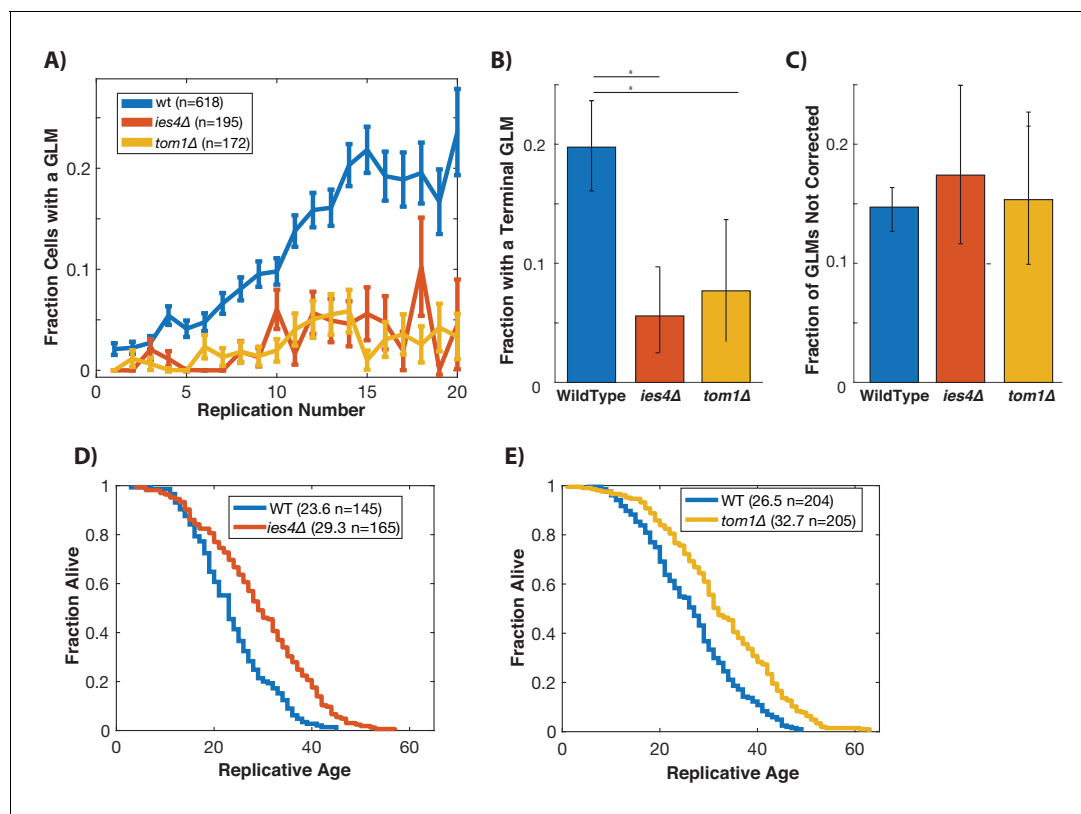 A)
Fraction Cells with a GLM
0.2
0.1
0
wt (n=618)
ies4Δ (n=195)
tom1Δ (n=172)
0 5 10 15 20
Replication Number
B)
Fraction with a Terminal GLM
0.2
0.1
0
*
*
WildType ies4Δ tom1Δ
C)
Fraction of GLMs Not Corrected
0.2
0.1
0
WildType ies4Δ tom1Δ
D)
Fraction Alive
1
0.8
0.6
0.4
0.2
0
WT (23.6 n=145)
ies4Δ (29.3 n=165)
0 20 40 60
Replicative Age
E)
Fraction Alive
1
0.8
0.6
0.4
0.2
0
WT (26.5 n=204)
tom1Δ (32.7 n=205)
0 20 40 60
Replicative Age